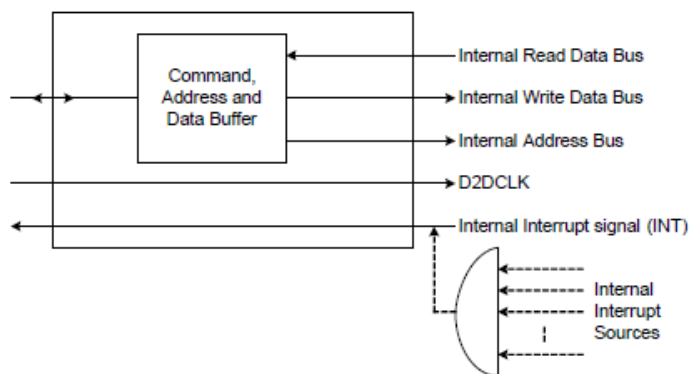 Command,
Address and
Data Buffer
Internal Read Data Bus
Internal Write Data Bus
Internal Address Bus
D2DCLK
Internal Interrupt signal (INT)
Internal
Interrupt
Sources